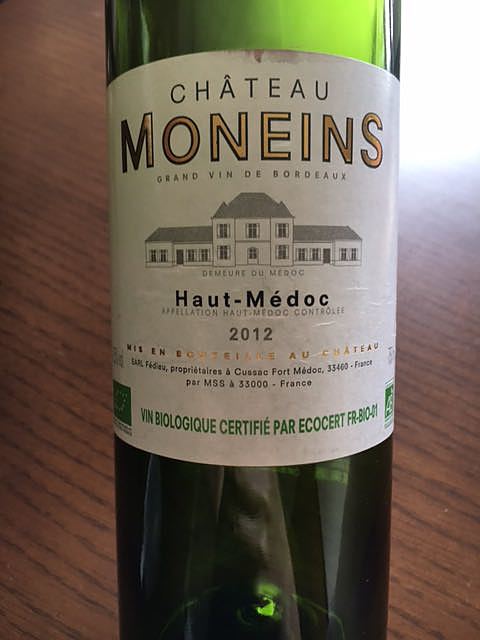 CHÂTEAU
MONEINS
GRAND VIN DE BORDEAUX
DEMEURE DU MÉDOC
Haut-Médoc
APPELLATION HAUT-MÉDOC CONTRÔLÉE
2012
MIS EN BOUTEILLE AU CHÂTEAU
EARL Fédieu, propriétaires à Cussac Fort Médoc, 33460 - France
par MSS à 33000 - France
VIN BIOLOGIQUE CERTIFIÉ PAR ECOCERT FR-BIO-01